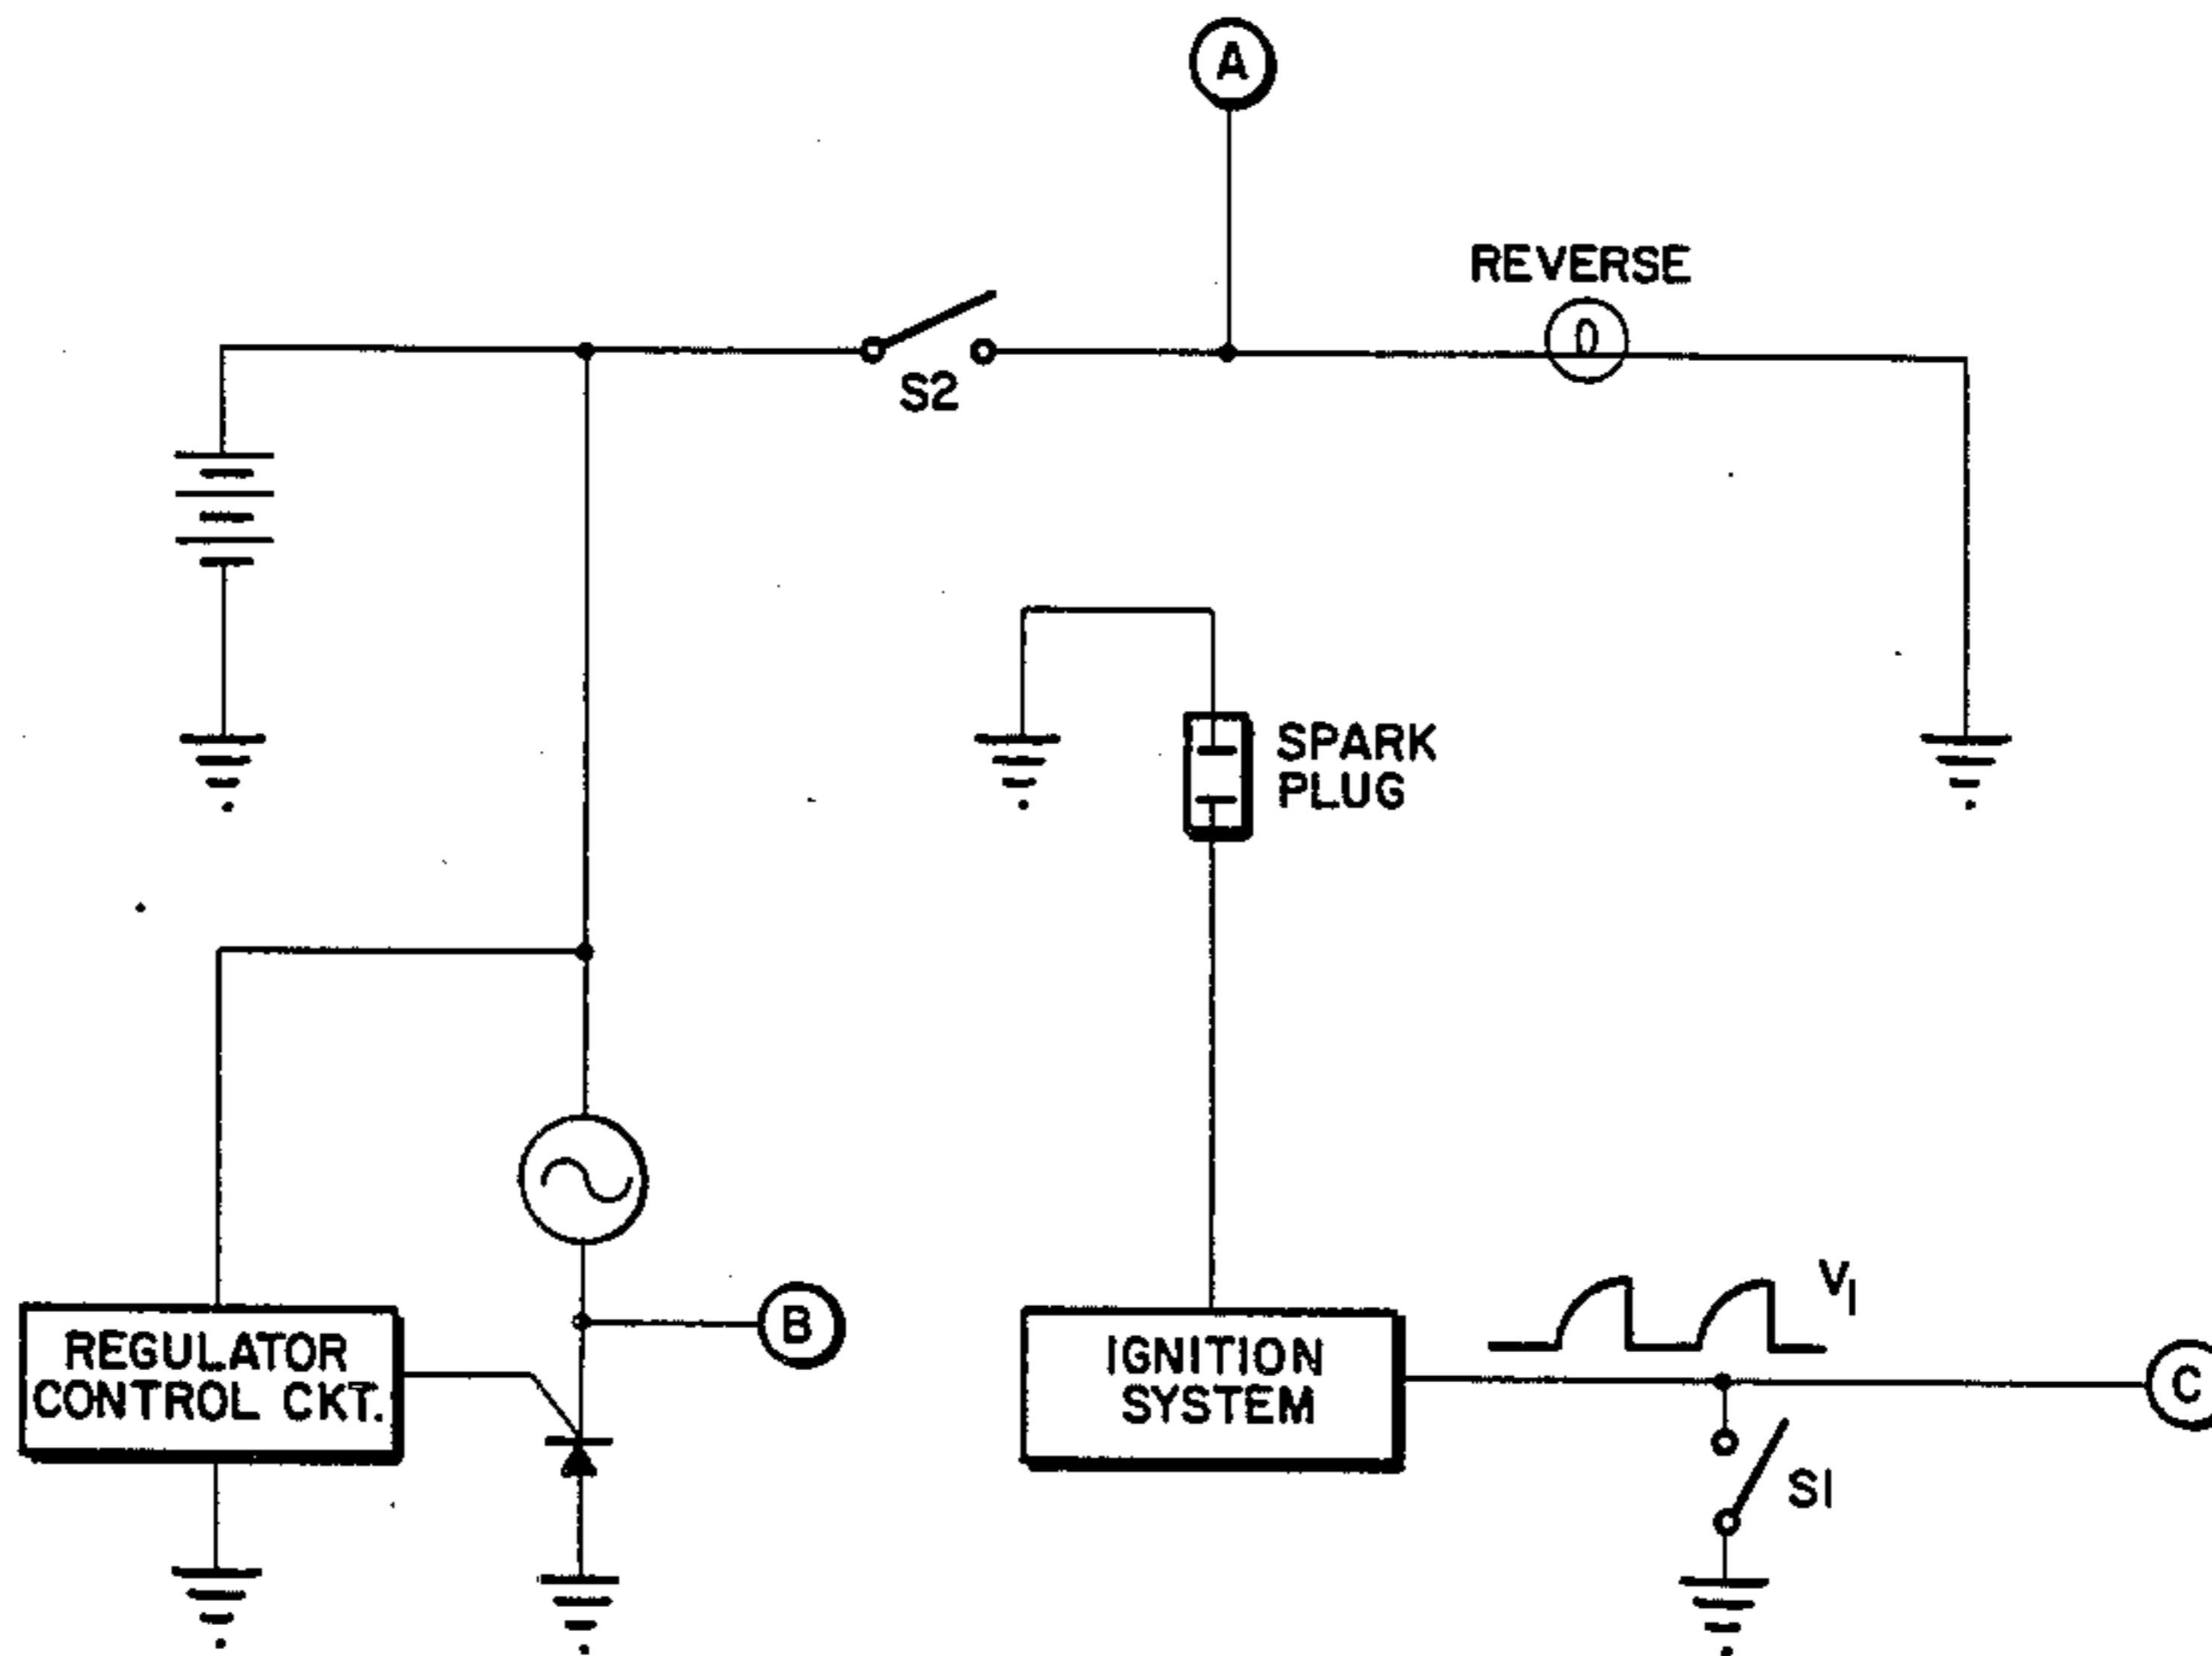 A
REVERSE
S2
SPARK
PLUG
B
REGULATOR
CONTROL CKT.
IGNITION
SYSTEM
V1
C
S1